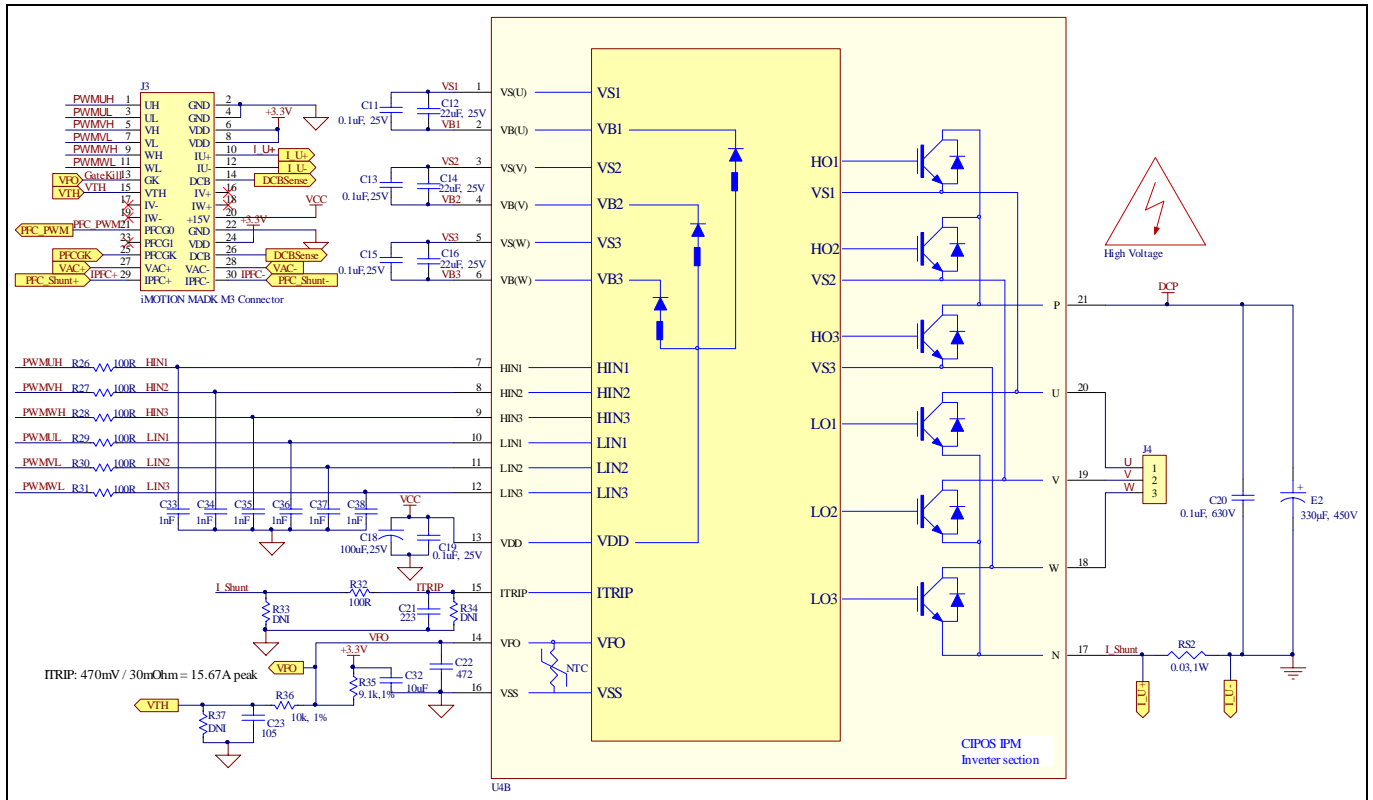 J3
PWMUH 1 UH GND 2
PWMUL 3 UL GND 4 +3.3V
PWMVH 5 VH VDD 6
PWMVL 7 VL VDD 8
PWMWH 9 WH IU+ 10 I_U+ I_U+
PWMWL 11 WL IU- 12 I_U-
VFO GateKill 13 GK DCB 14 DCBSense
VTH VTH 15 VTH IV+ 16
17 IV- IW+ 18 VCC
19 IW- +15V 20
PFC_PWM PFC_PWM 21 PFCG0 GND 22 +3.3V
23 PFCG1 VDD 24
PFCGK 25 PFCGK DCB 26 DCBSense
VAC+ 27 VAC+ VAC- 28 VAC-
PFC_Shunt+ IPFC+ 29 IPFC+ IPFC- 30 IPFC- PFC_Shunt-
iMOTION MADK M3 Connector
C11
0.1uF, 25V
C12
22uF, 25V
VS1 1 VS(U) VS1
VB1 2 VB(U) VB1
C13
0.1uF,25V
C14
22uF, 25V
VS2 3 VS(V) VS2
VB2 4 VB(V) VB2
C15
0.1uF,25V
C16
22uF, 25V
VS3 5 VS(W) VS3
VB3 6 VB(W) VB3
PWMUH R26 100R HIN1 7 HIN1 HIN1
PWMVH R27 100R HIN2 8 HIN2 HIN2
PWMWH R28 100R HIN3 9 HIN3 HIN3
PWMUL R29 100R LIN1 10 LIN1 LIN1
PWMVL R30 100R LIN2 11 LIN2 LIN2
PWMWL R31 100R LIN3 12 LIN3 LIN3
C33 C34 C35 C36 C37 C38
1nF 1nF 1nF 1nF 1nF 1nF
VCC
C18
100uF,25V
C19
0.1uF, 25V
13 VDD VDD
I_Shunt R32 ITRIP 15 ITRIP ITRIP
100R
R33
DNI
C21
223
R34
DNI
VFO 14 VFO VFO
VFO
+3.3V
C22
472
NTC
ITRIP: 470mV / 30mOhm = 15.67A peak
R35
9.1k,1%
C32
10uF
16 VSS VSS
VTH
R36
10k, 1%
R37
DNI
C23
105
HO1
VS1
HO2
VS2
HO3
VS3
LO1
LO2
LO3
High Voltage
P 21 DCP
U 20
V 19
W 18
J4
U 1
V 2
W 3
C20
0.1uF, 630V
+
E2
330µF, 450V
N 17 I_Shunt RS2
0.03,1W
I_U+
I_U-
CIPOS IPM
Inverter section
U4B